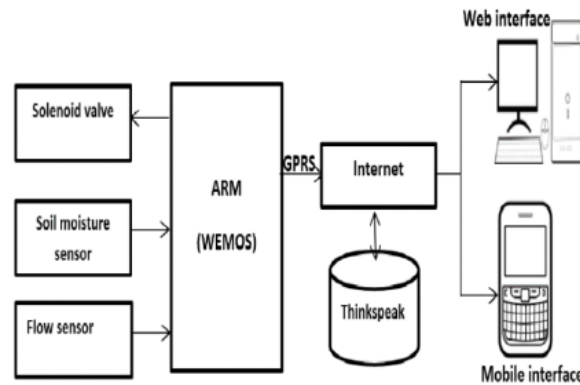 Web interface
Solenoid valve
ARM
(WEMOS)
GPRS
Internet
Soil moisture
sensor
Thinkspeak
Flow sensor
Mobile interface